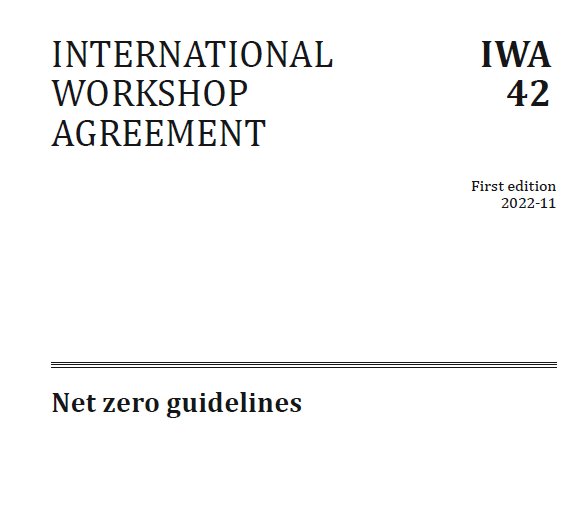 INTERNATIONAL
WORKSHOP
AGREEMENT
IWA
42
First edition
2022-11
Net zero guidelines